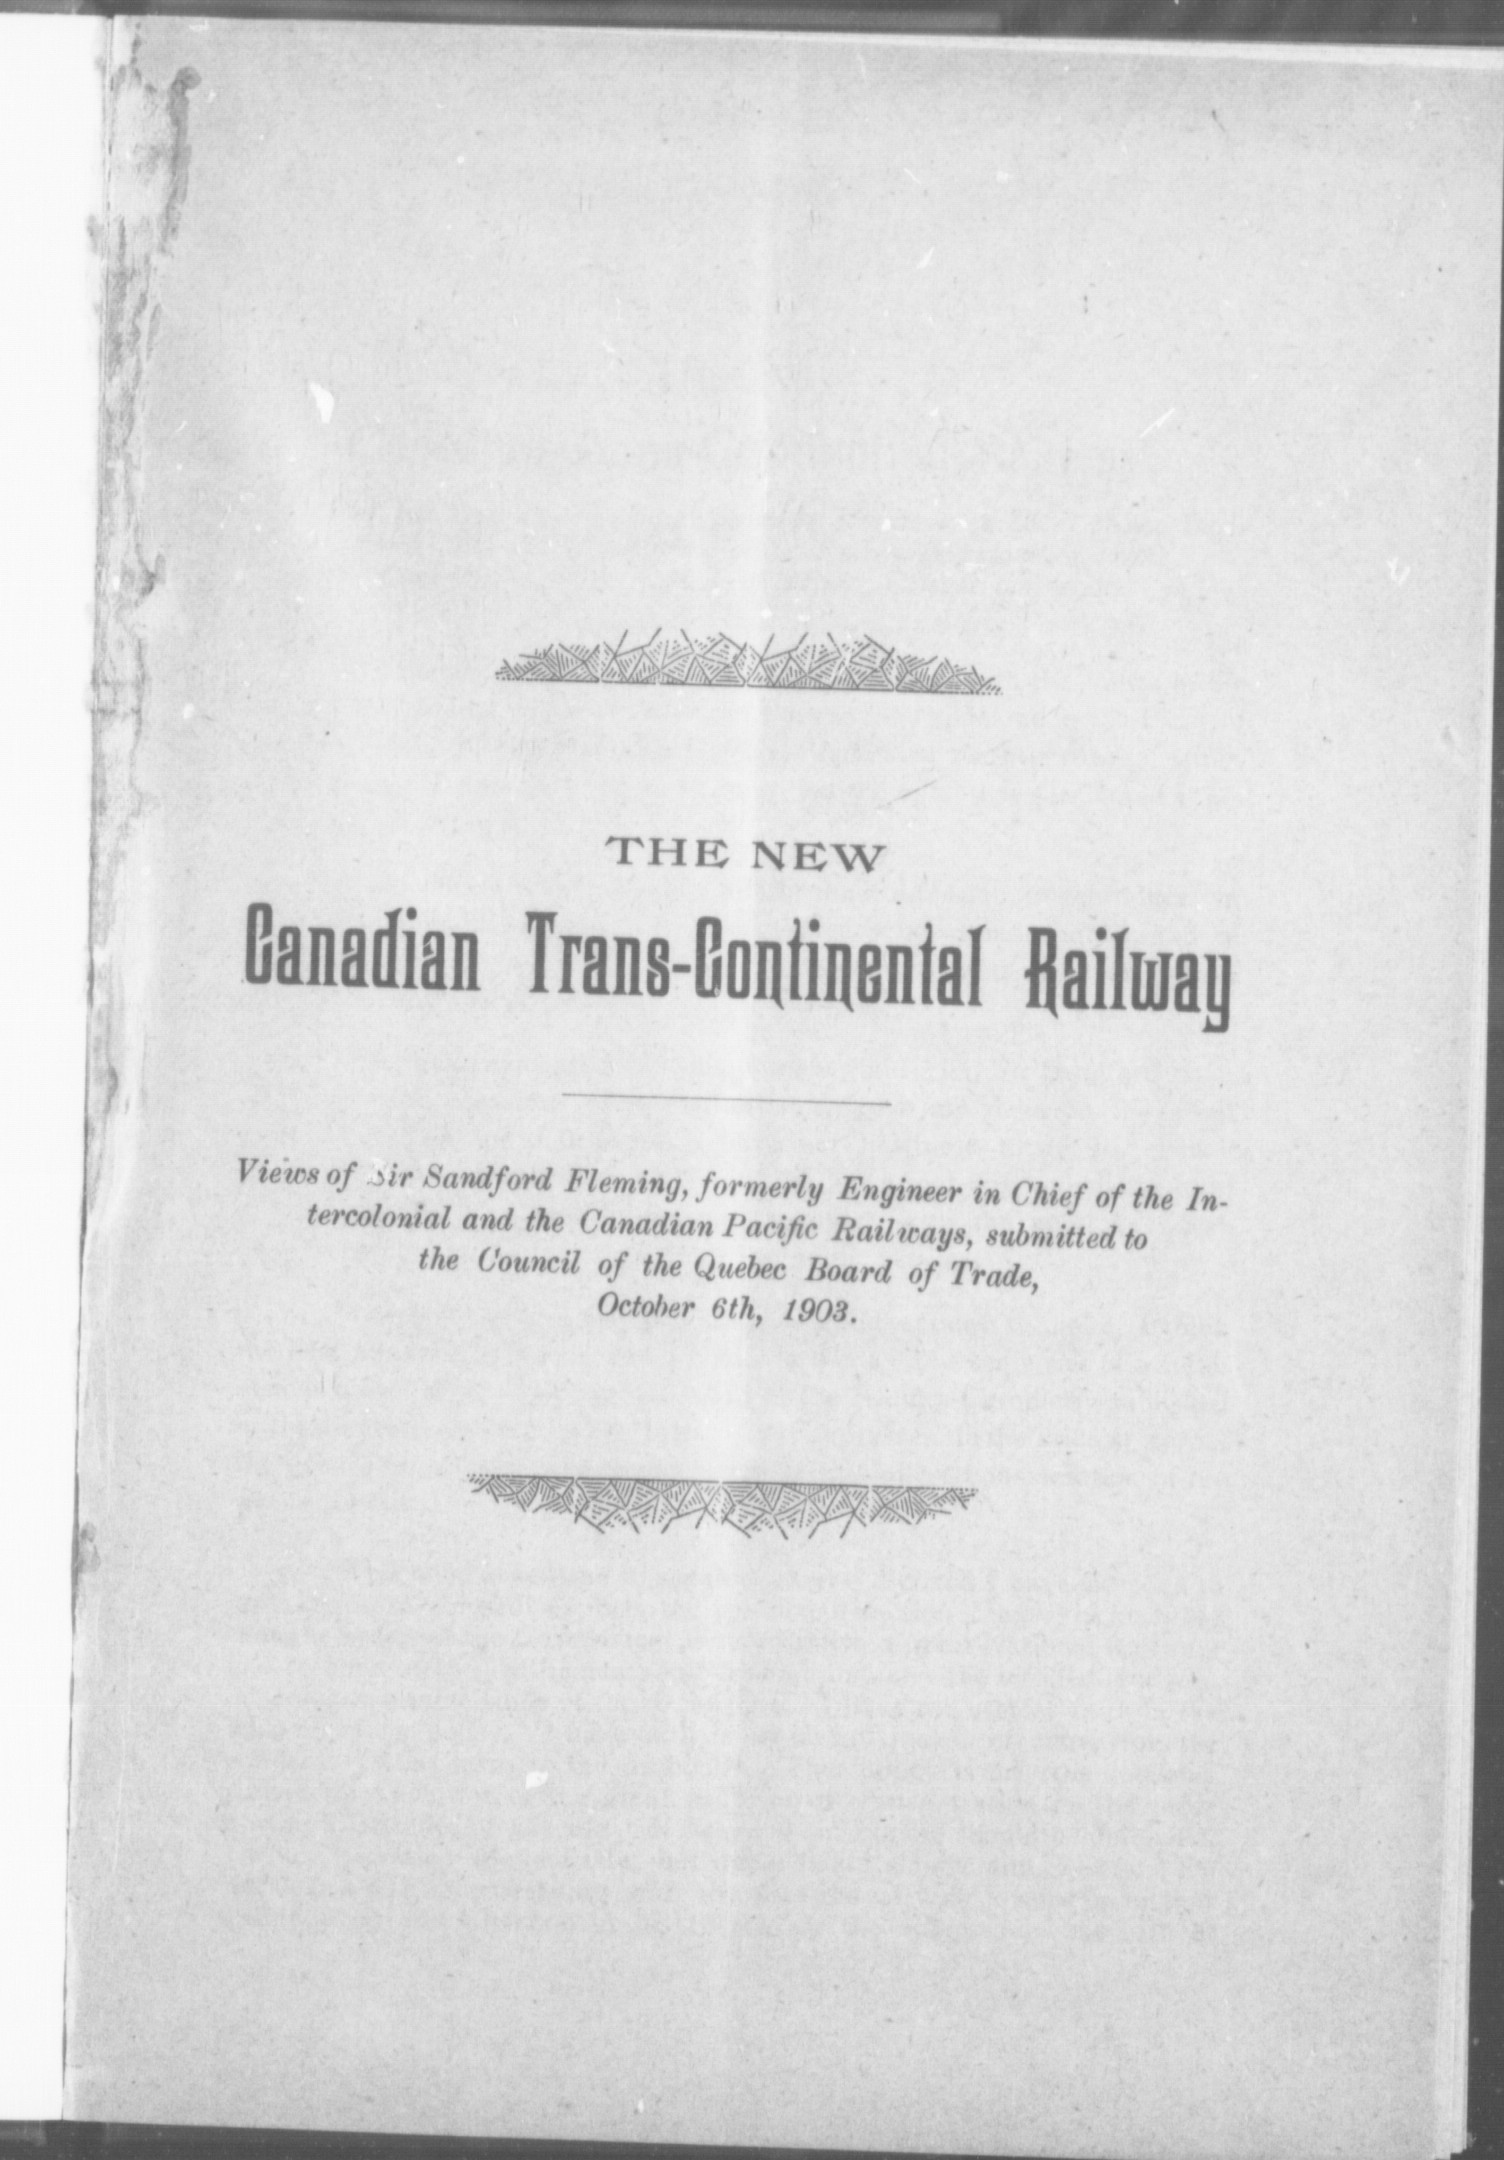 THE NEW
Canadian Trans-Continental Railway
Views of Sir Sandford Fleming, formerly Engineer in Chief of the In-
tercolonial and the Canadian Pacific Railways, submitted to
the Council of the Quebec Board of Trade,
October 6th, 1903.